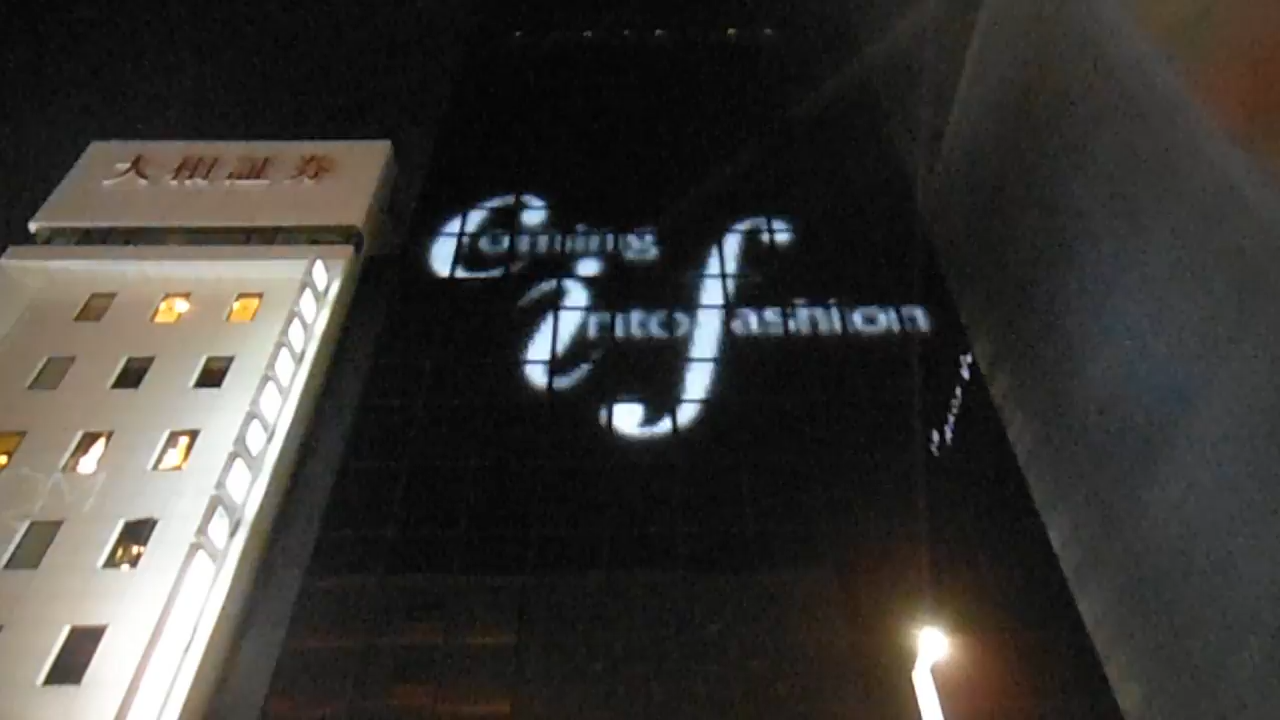 大和証券
Coming
into fashion